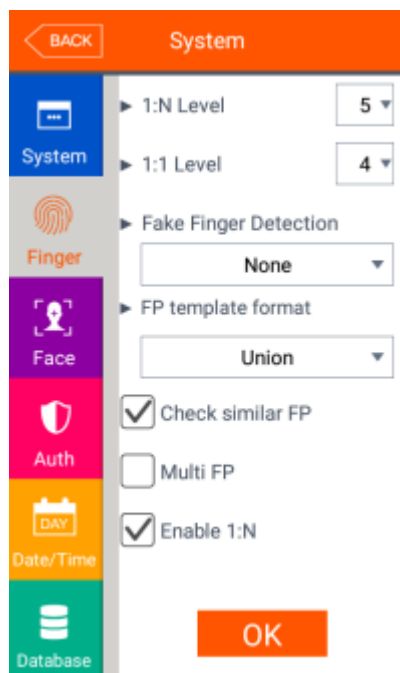 BACK
System
System
Finger
Face
Auth
DAY
Date/Time
Database
1:N Level
5
1:1 Level
4
Fake Finger Detection
None
FP template format
Union
Check similar FP
Multi FP
Enable 1:N
OK